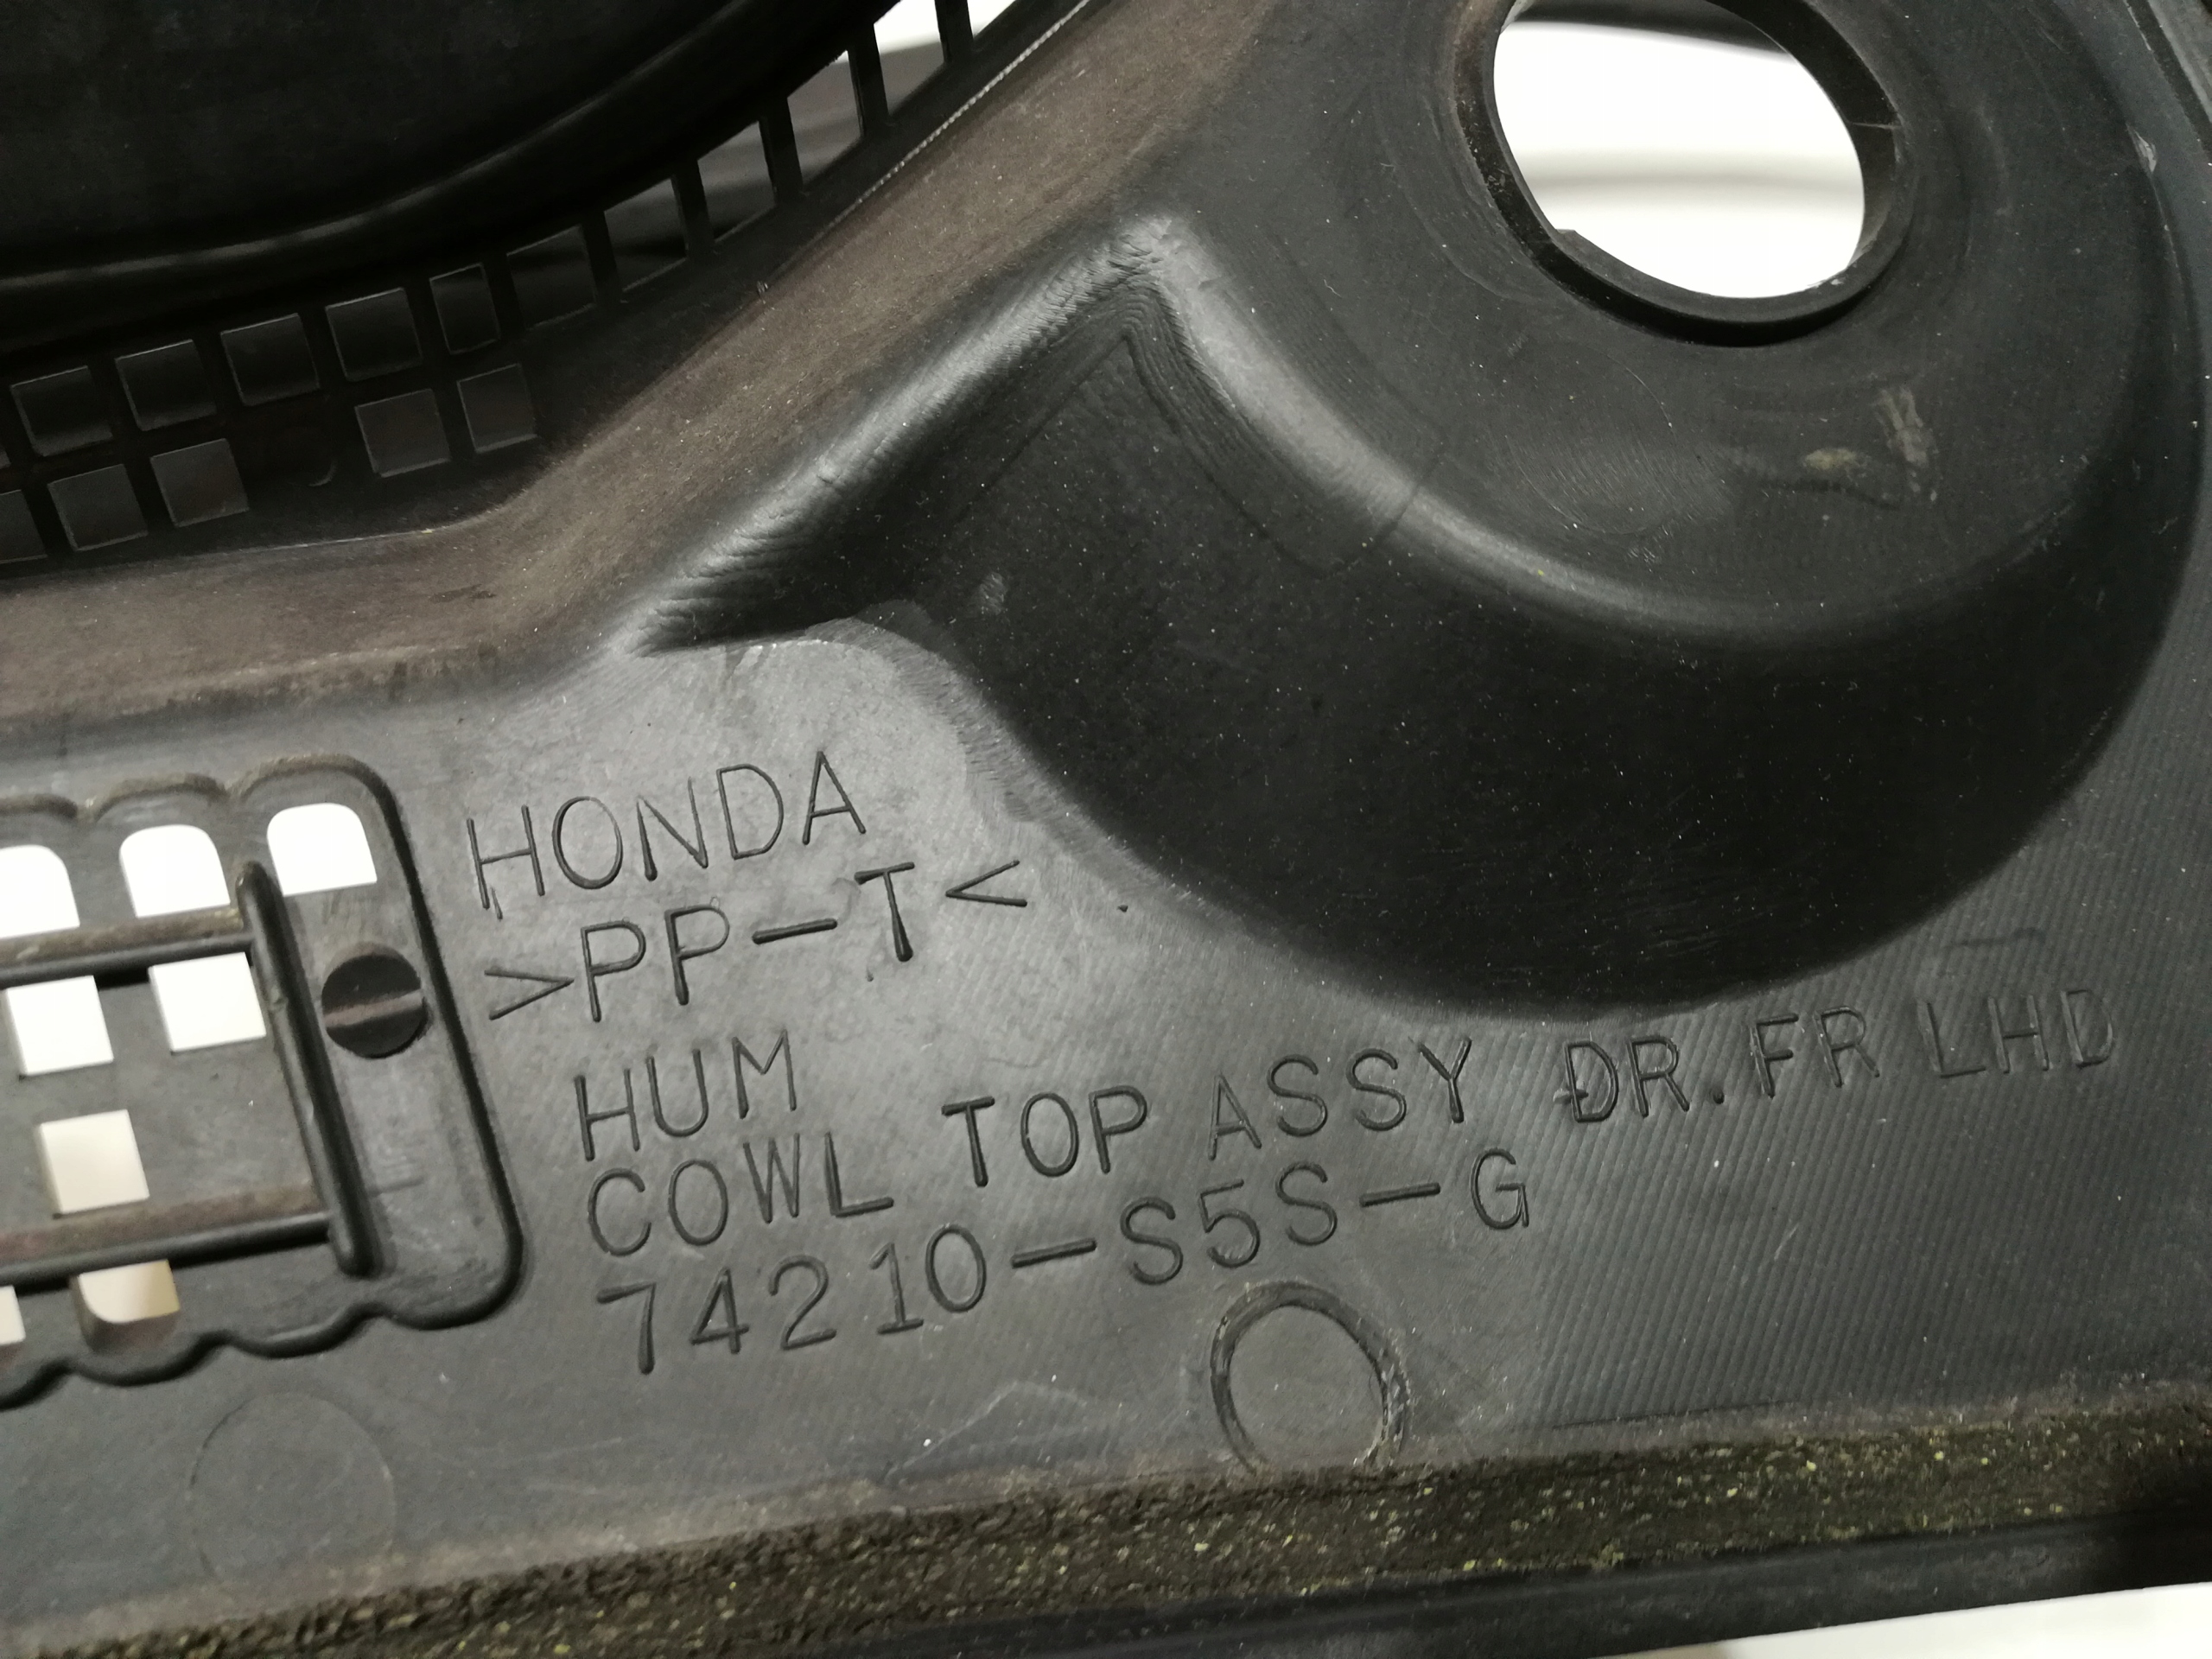 HONDA
>PP-T<
HUM
COWL TOP ASSY DR.FR LHD
74210-S5S-G